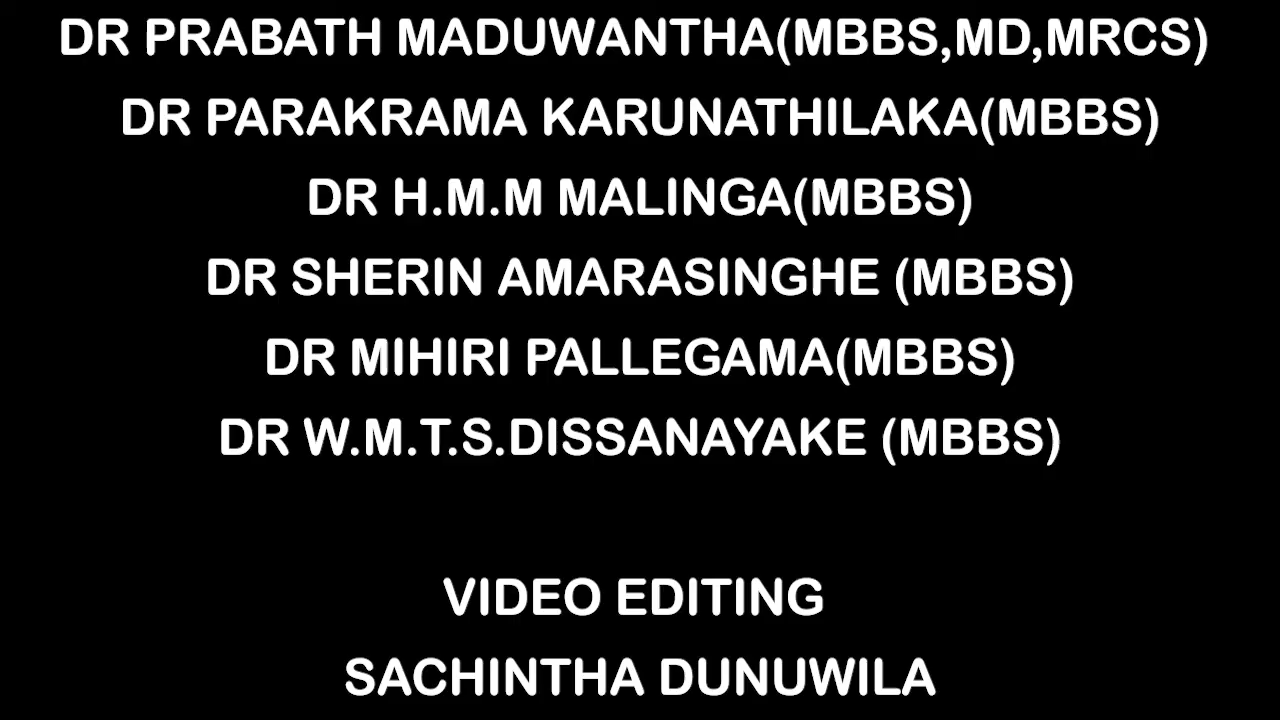 DR PRABATH MADUWANTHA(MBBS,MD,MRCS)
DR PARAKRAMA KARUNATHILAKA(MBBS)
DR H.M.M MALINGA(MBBS)
DR SHERIN AMARASINGHE (MBBS)
DR MIHIRI PALLEGAMA(MBBS)
DR W.M.T.S.DISSANAYAKE (MBBS)
VIDEO EDITING
SACHINTHA DUNUWILA